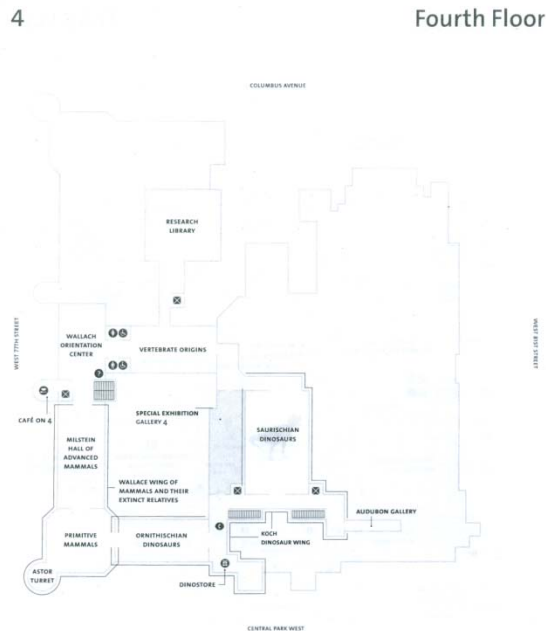 4
Fourth Floor
COLUMBUS AVENUE
RESEARCH
LIBRARY
WEST 77TH STREET
WEST 81ST STREET
WALLACH
ORIENTATION
CENTER
VERTEBRATE ORIGINS
?
CAFÉ ON 4
SPECIAL EXHIBITION
GALLERY 4
SAURISCHIAN
DINOSAURS
MILSTEIN
HALL OF
ADVANCED
MAMMALS
WALLACE WING OF
MAMMALS AND THEIR
EXTINCT RELATIVES
AUDUBON GALLERY
PRIMITIVE
MAMMALS
ORNITHISCHIAN
DINOSAURS
KOCH
DINOSAUR WING
ASTOR
TURRET
DINOSTORE
CENTRAL PARK WEST